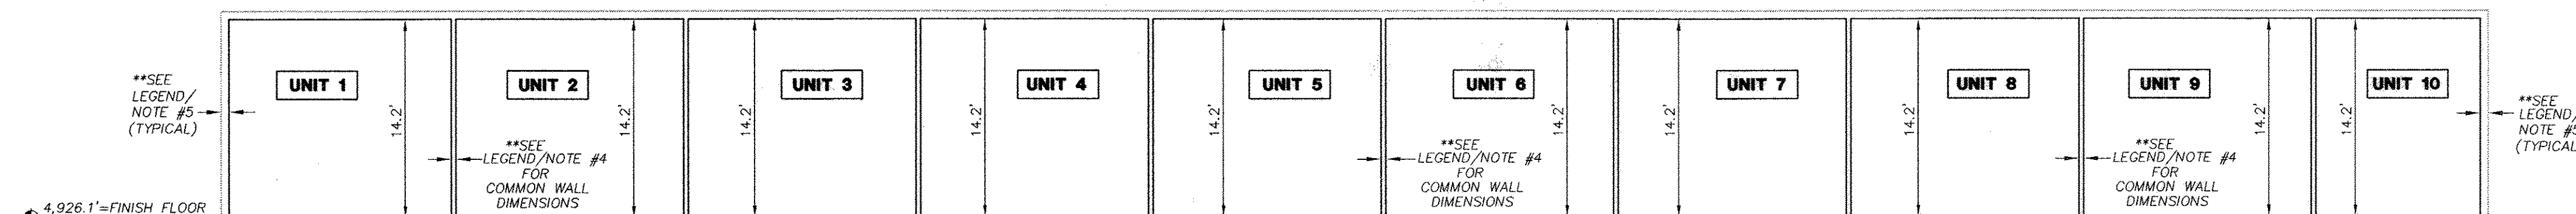 UNIT 1
UNIT 2
UNIT 3
UNIT 4
UNIT 5
UNIT 6
UNIT 7
UNIT 8
UNIT 9
UNIT 10
**SEE
LEGEND/
NOTE #5
(TYPICAL)
14.2'
14.2'
14.2'
14.2'
14.2'
14.2'
14.2'
14.2'
14.2'
14.2'
**SEE
LEGEND/NOTE #4
FOR
COMMON WALL
DIMENSIONS
**SEE
LEGEND/NOTE #4
FOR
COMMON WALL
DIMENSIONS
**SEE
LEGEND/NOTE #4
FOR
COMMON WALL
DIMENSIONS
**SEE
LEGEND/
NOTE #5
(TYPICAL
4,926.1'=FINISH FLOOR